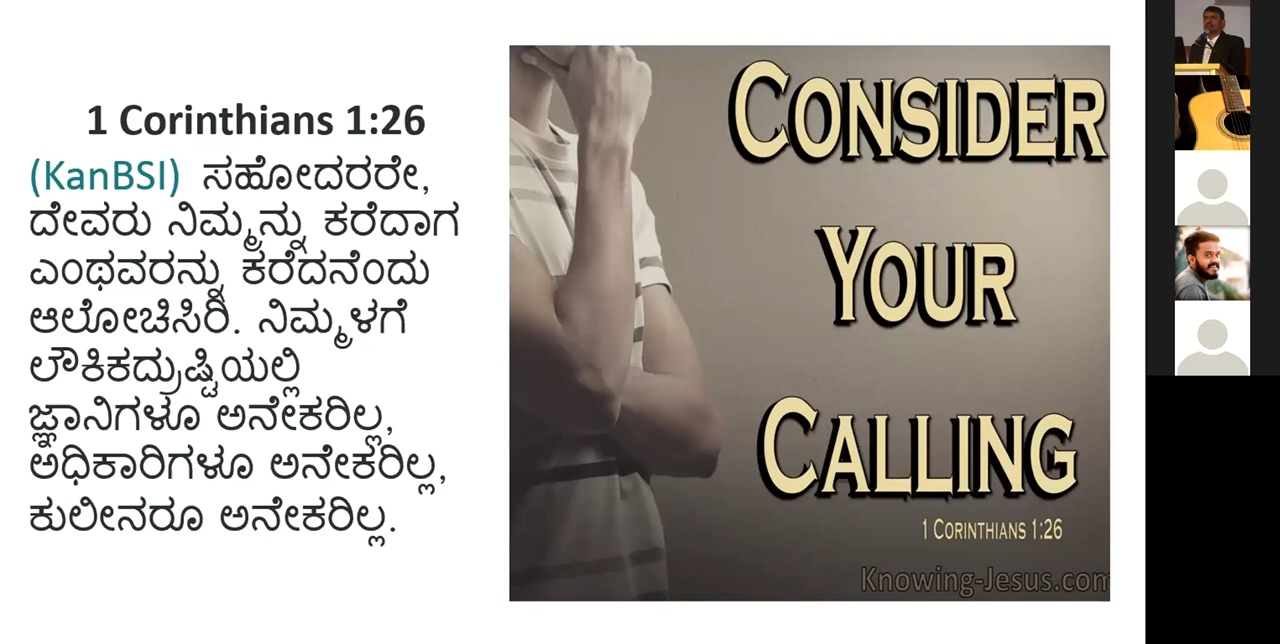 1 Corinthians 1:26
(KanBSI) ಸಹೋದರರೇ,
ದೇವರು ನಿಮ್ಮನ್ನು ಕರೆದಾಗ
ಎಂಥವರನ್ನು ಕರೆದನೆಂದು
ಆಲೋಚಿಸಿರಿ. ನಿಮ್ಮಳಗೆ
ಲೌಕಿಕದ್ರುಷ್ಟಿಯಲ್ಲಿ
ಜ್ಞಾನಿಗಳೂ ಅನೇಕರಿಲ್ಲ,
ಅಧಿಕಾರಿಗಳೂ ಅನೇಕರಿಲ್ಲ,
ಕುಲೀನರೂ ಅನೇಕರಿಲ್ಲ.
CONSIDER
YOUR
CALLING
1 CORINTHIANS 1:26
Knowing-Jesus.com